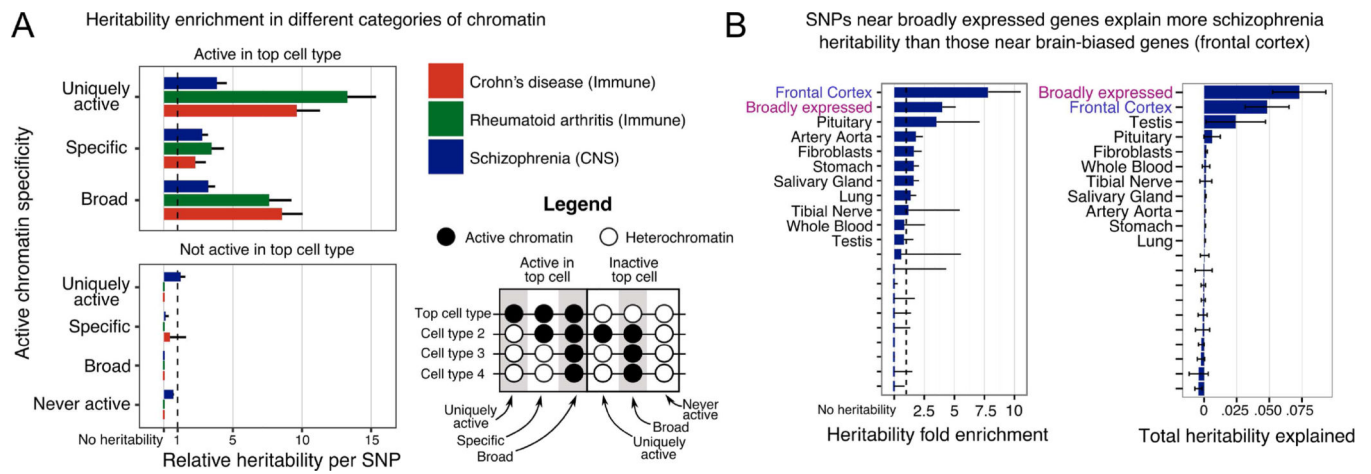 A
Heritability enrichment in different categories of chromatin
Active in top cell type
Uniquely
active
Specific
Broad
Not active in top cell type
Uniquely
active
Specific
Broad
Never active
Active chromatin specificity
No heritability 1 5 10 15
Relative heritability per SNP
Crohn's disease (Immune)
Rheumatoid arthritis (Immune)
Schizophrenia (CNS)
Legend
Active chromatin
Heterochromatin
Active in
top cell
Inactive
top cell
Top cell type
Cell type 2
Cell type 3
Cell type 4
Uniquely
active
Specific
Broad
Never
active
Broad
Uniquely
active
B
SNPs near broadly expressed genes explain more schizophrenia
heritability than those near brain-biased genes (frontal cortex)
Frontal Cortex
Broadly expressed
Pituitary
Artery Aorta
Fibroblasts
Stomach
Salivary Gland
Lung
Tibial Nerve
Whole Blood
Testis
No heritability 2.5 5 10
Heritability fold enrichment
Broadly expressed
Frontal Cortex
Testis
Pituitary
Fibroblasts
Whole Blood
Tibial Nerve
Salivary Gland
Artery Aorta
Stomach
Lung
0 .050 .075
Total heritability explained